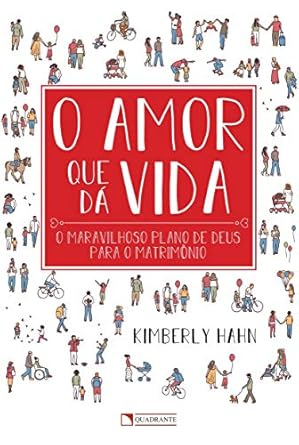 O AMOR
QUE DÁ VIDA
O MARAVILHOSO PLANO DE DEUS
PARA O MATRIMÔNIO
KIMBERLY HAHN
QUADRANTE